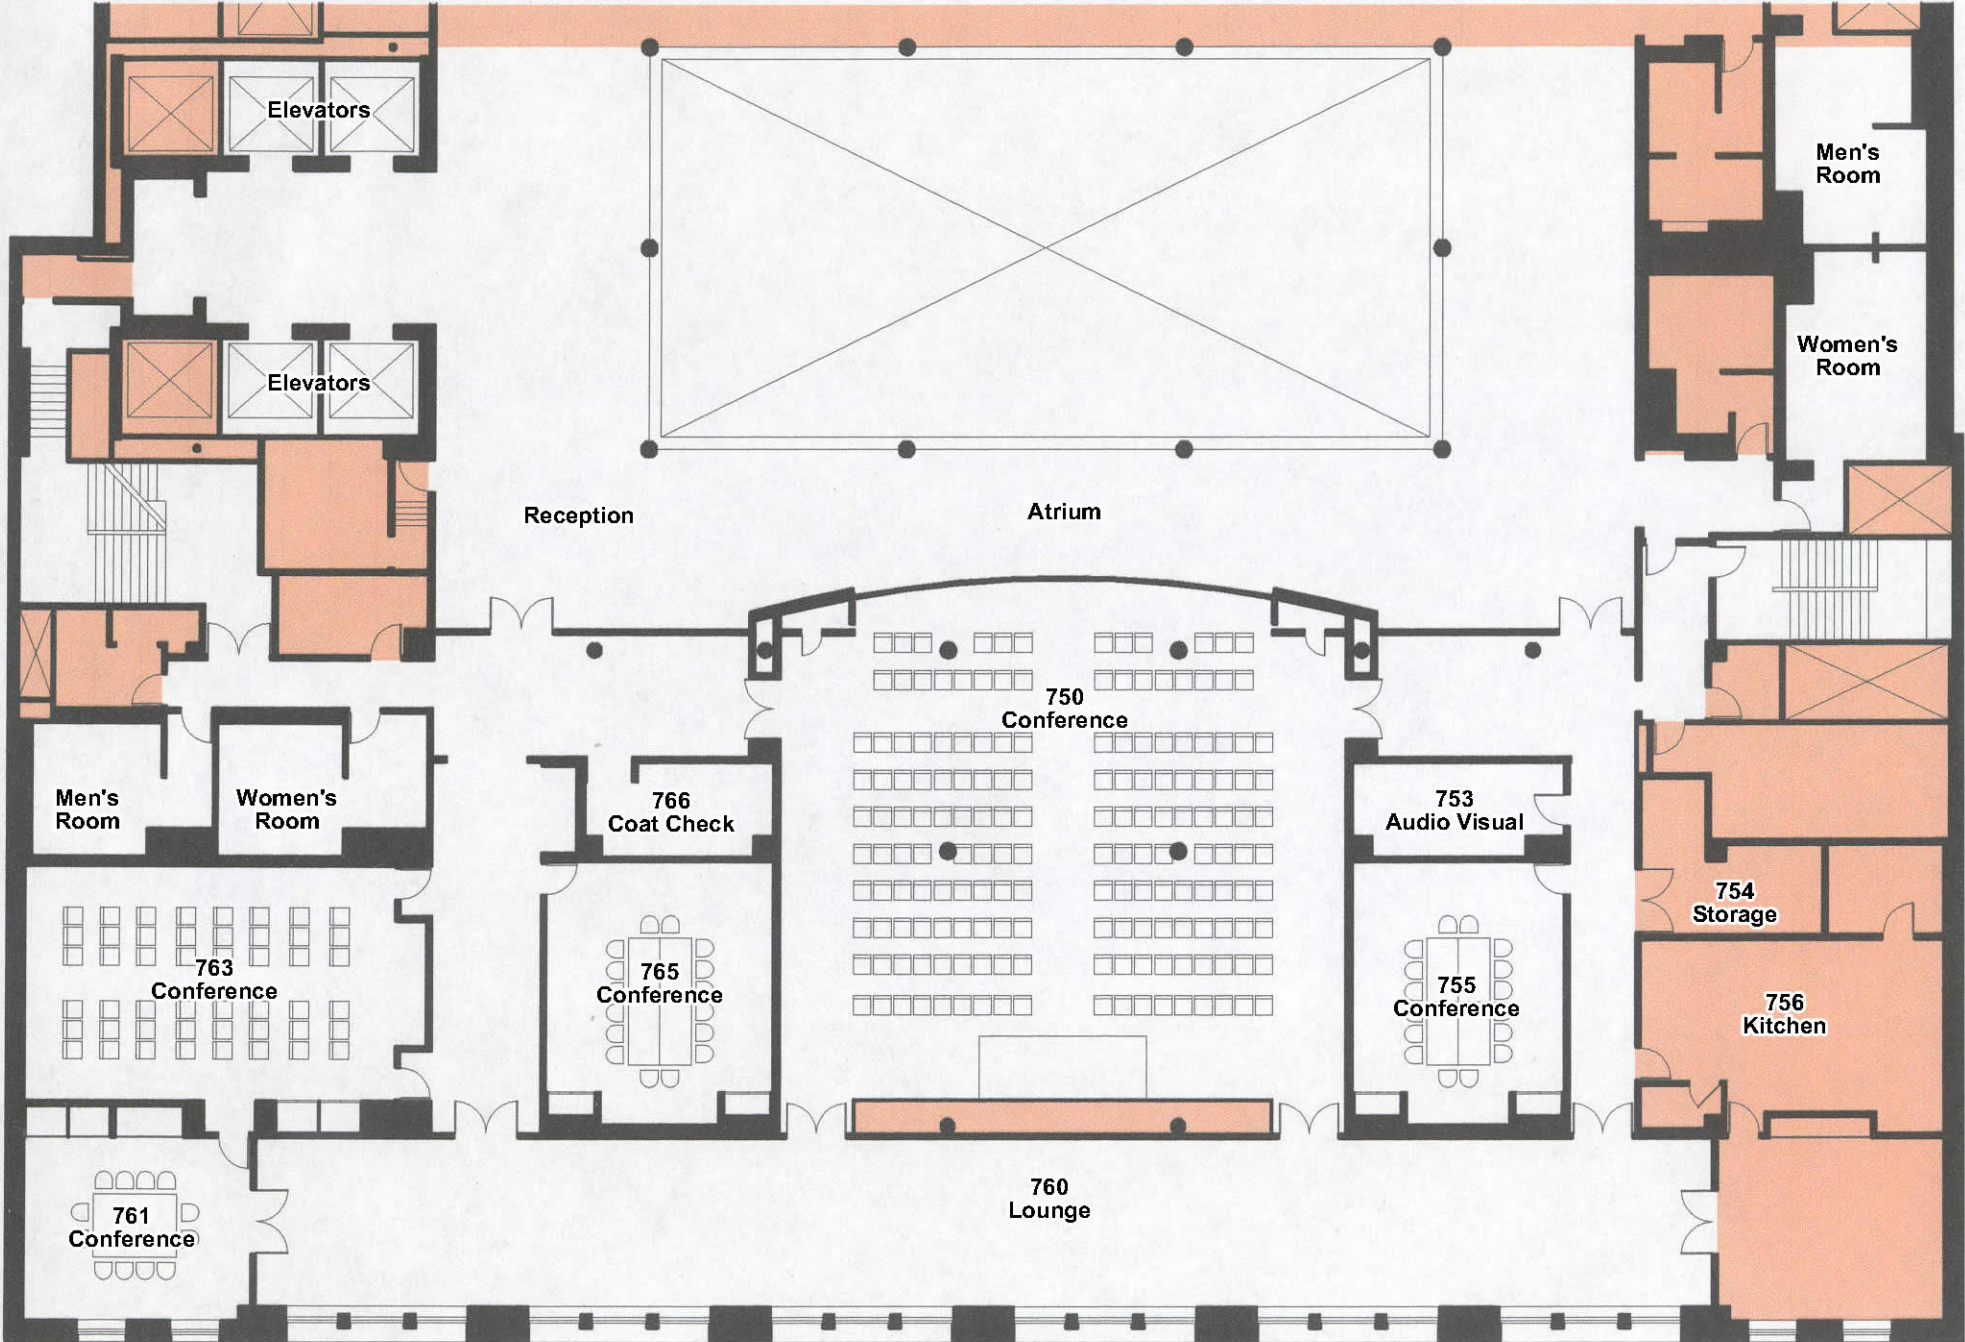 Elevators
Men's
Room
Women's
Room
Elevators
Reception
Atrium
750
Conference
Men's
Room
Women's
Room
766
Coat Check
753
Audio Visual
754
Storage
763
Conference
765
Conference
755
Conference
756
Kitchen
761
Conference
760
Lounge